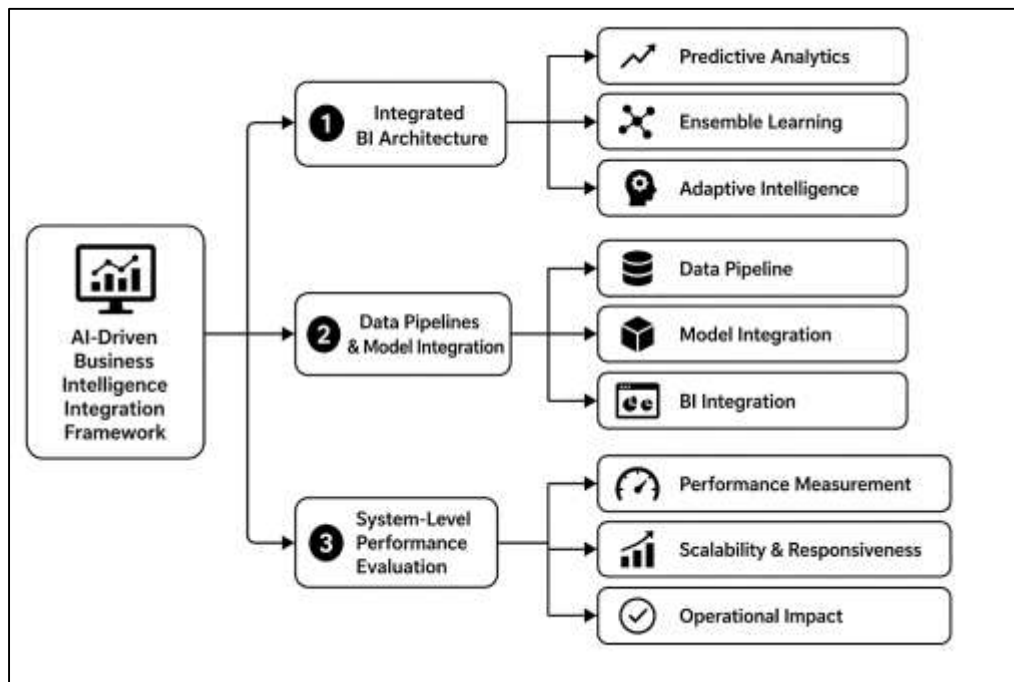 AI-Driven
Business
Intelligence
Integration
Framework
1
Integrated
BI Architecture
Predictive Analytics
Ensemble Learning
Adaptive Intelligence
2
Data Pipelines
& Model Integration
Data Pipeline
Model Integration
BI Integration
3
System-Level
Performance
Evaluation
Performance Measurement
Scalability & Responsiveness
Operational Impact